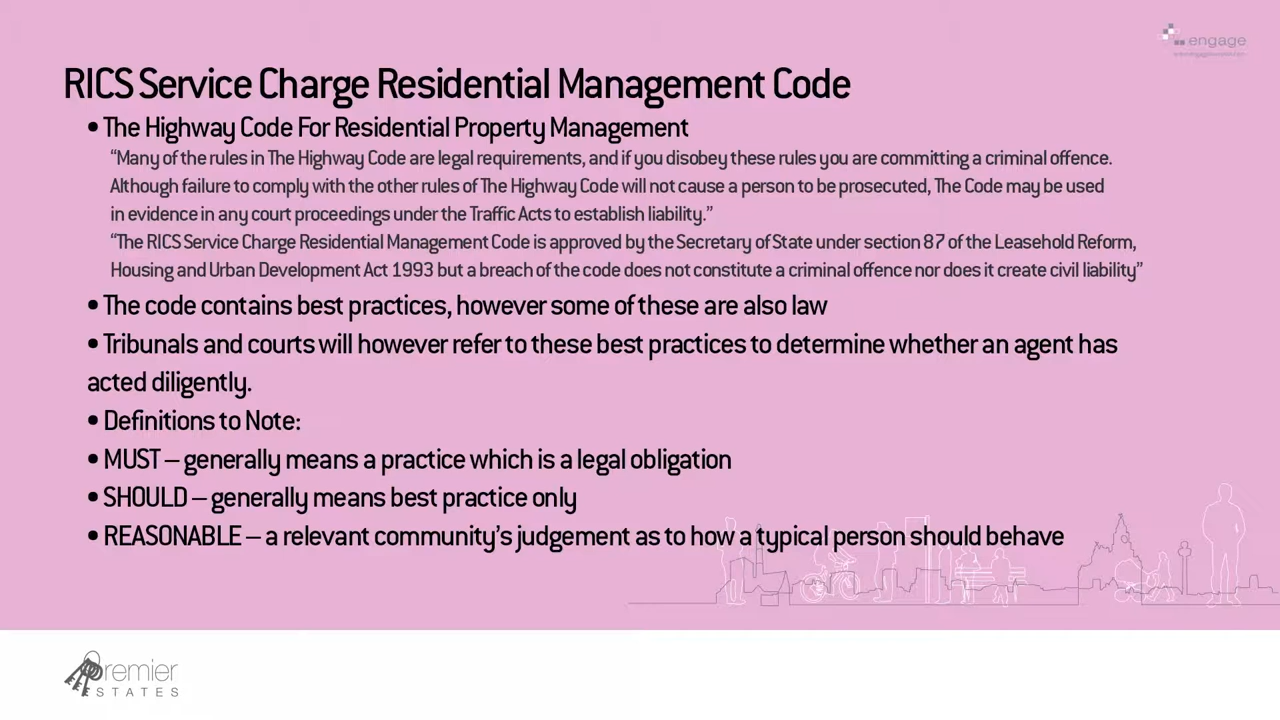 engage
RICS Service Charge Residential Management Code
• The Highway Code For Residential Property Management
“Many of the rules in The Highway Code are legal requirements, and if you disobey these rules you are committing a criminal offence.
Although failure to comply with the other rules of The Highway Code will not cause a person to be prosecuted, The Code may be used
in evidence in any court proceedings under the Traffic Acts to establish liability.”
“The RICS Service Charge Residential Management Code is approved by the Secretary of State under section 87 of the Leasehold Reform,
Housing and Urban Development Act 1993 but a breach of the code does not constitute a criminal offence nor does it create civil liability”
• The code contains best practices, however some of these are also law
• Tribunals and courts will however refer to these best practices to determine whether an agent has
acted diligently.
• Definitions to Note:
• MUST – generally means a practice which is a legal obligation
• SHOULD – generally means best practice only
• REASONABLE – a relevant community’s judgement as to how a typical person should behave
Premier
ESTATES